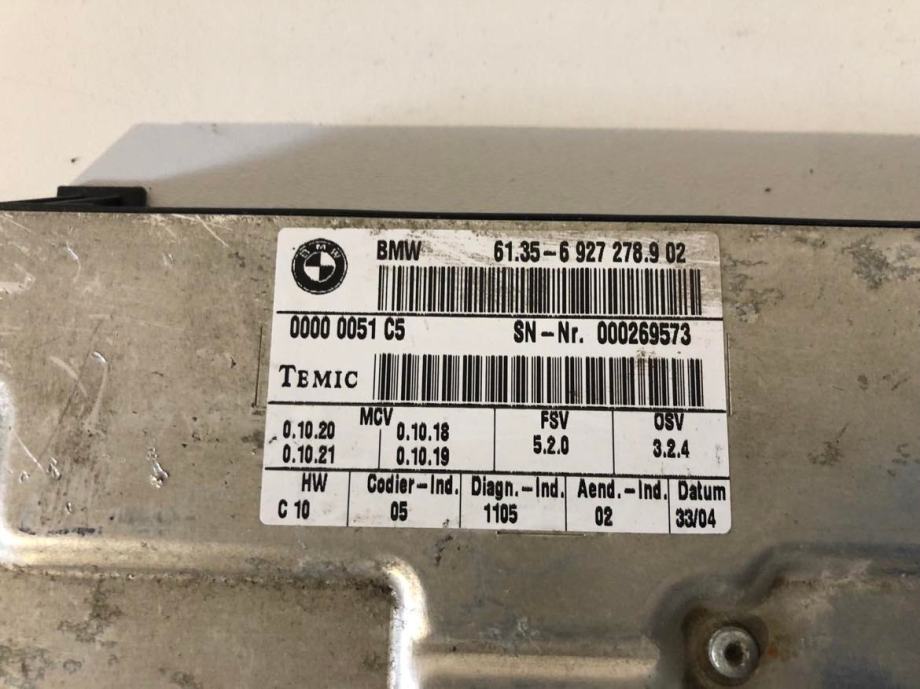 BMW
BMW 61.35-6 927 278.9 02
0000 0051 C5 SN-Nr. 000269573
TEMIC
MCV FSV OSV
0.10.20 0.10.18 5.2.0 3.2.4
0.10.21 0.10.19
HW Codier-Ind. Diagn.-Ind. Aend.-Ind. Datum
C 10 05 1105 02 33/04